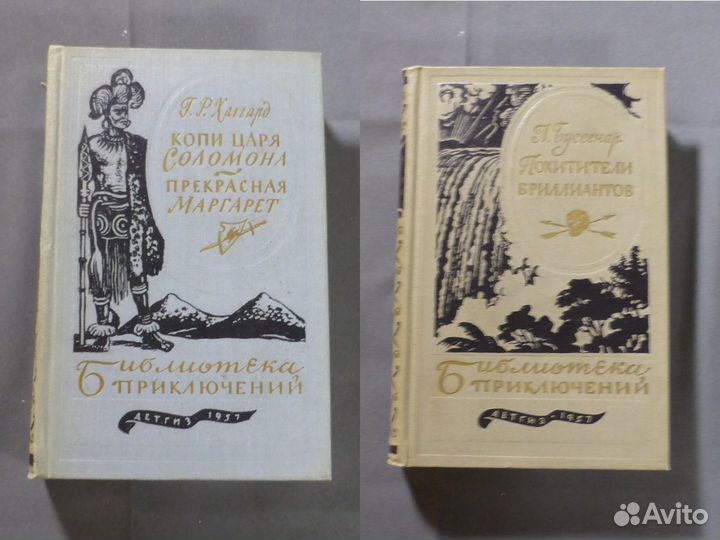 Г.Р.Хаггард
КОПИ ЦАРЯ
СОЛОМОНА
ПРЕКРАСНАЯ
МАРГАРЕТ
БИБЛИОТЕКА
ПРИКЛЮЧЕНИЙ
ДЕТГИЗ 1957
Л. Буссенар
ПОХИТИТЕЛИ
БРИЛЛИАНТОВ
БИБЛИОТЕКА
ПРИКЛЮЧЕНИЙ
ДЕТГИЗ-1957
Avito